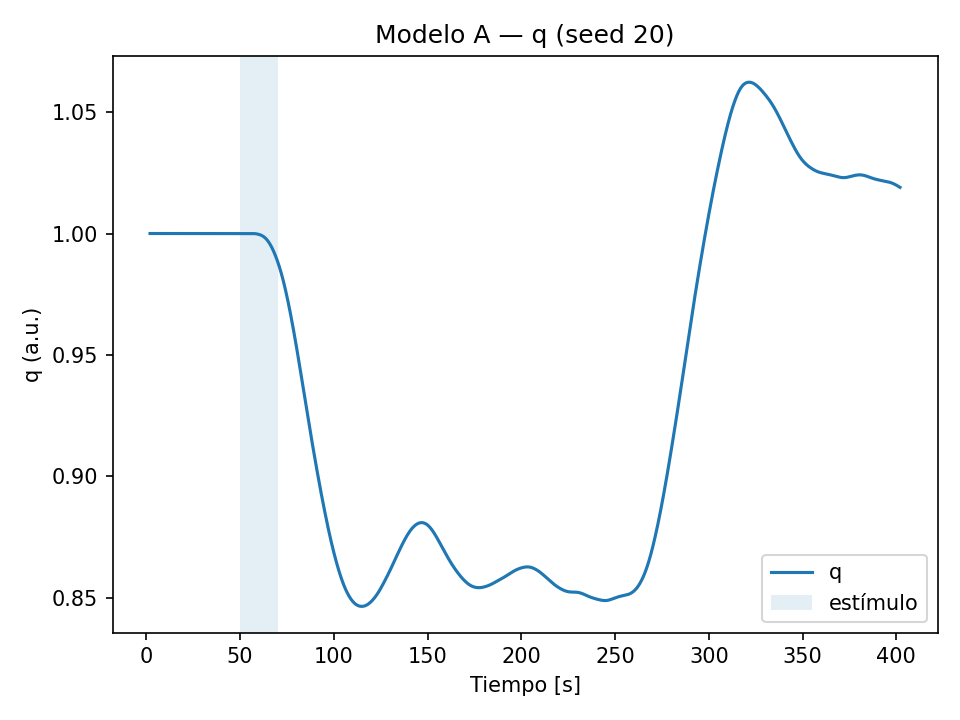 Modelo A — q (seed 20)
1.05
1.00
0.95
0.90
0.85
q (a.u.)
0 50 100 150 200 250 300 350 400
Tiempo [s]
q
estímulo